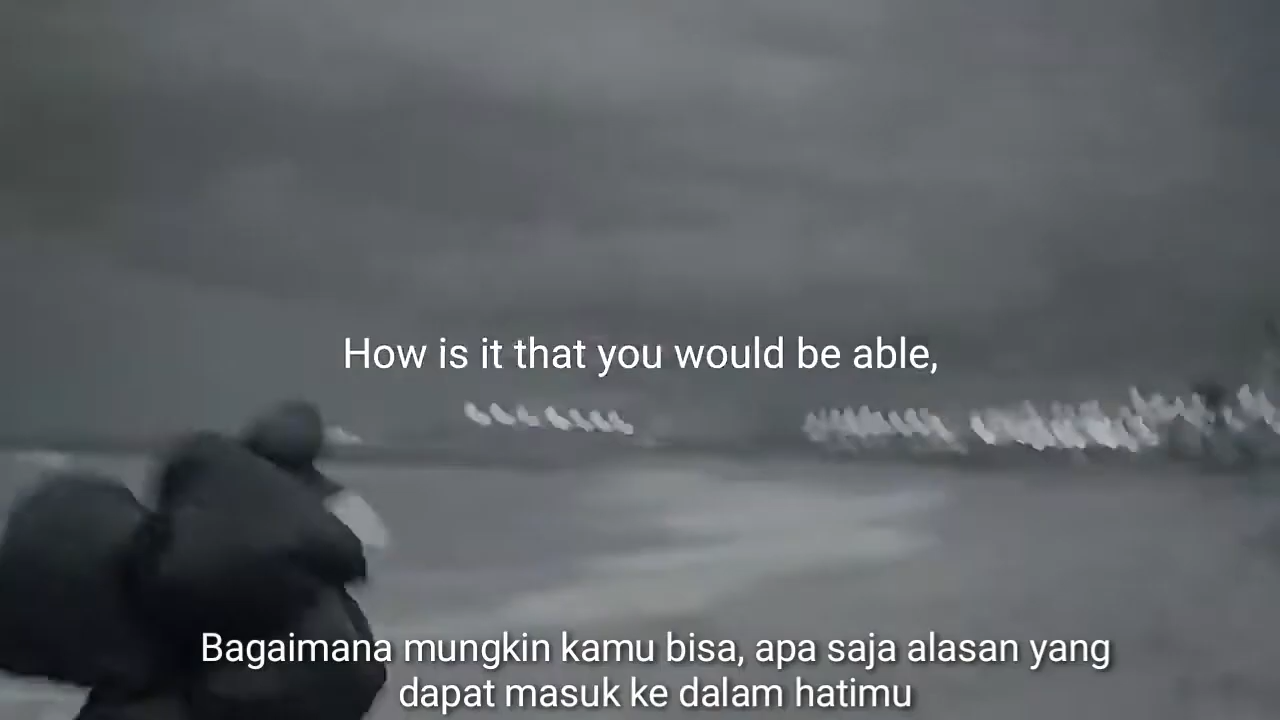 How is it that you would be able,
Bagaimana mungkin kamu bisa, apa saja alasan yang
dapat masuk ke dalam hatimu